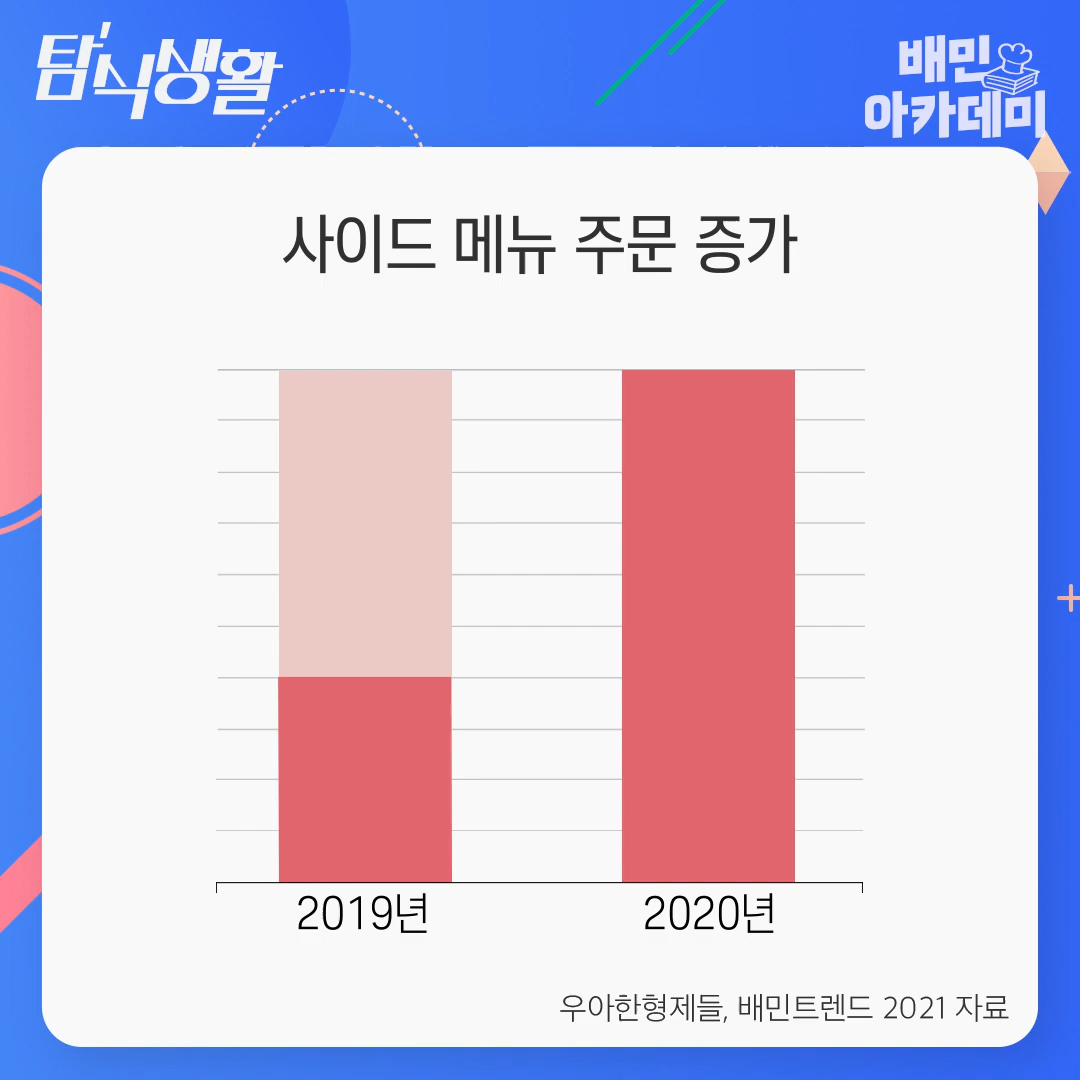 탐식생활
배민
아카데미
사이드 메뉴 주문 증가
2019년
2020년
우아한형제들, 배민트렌드 2021 자료